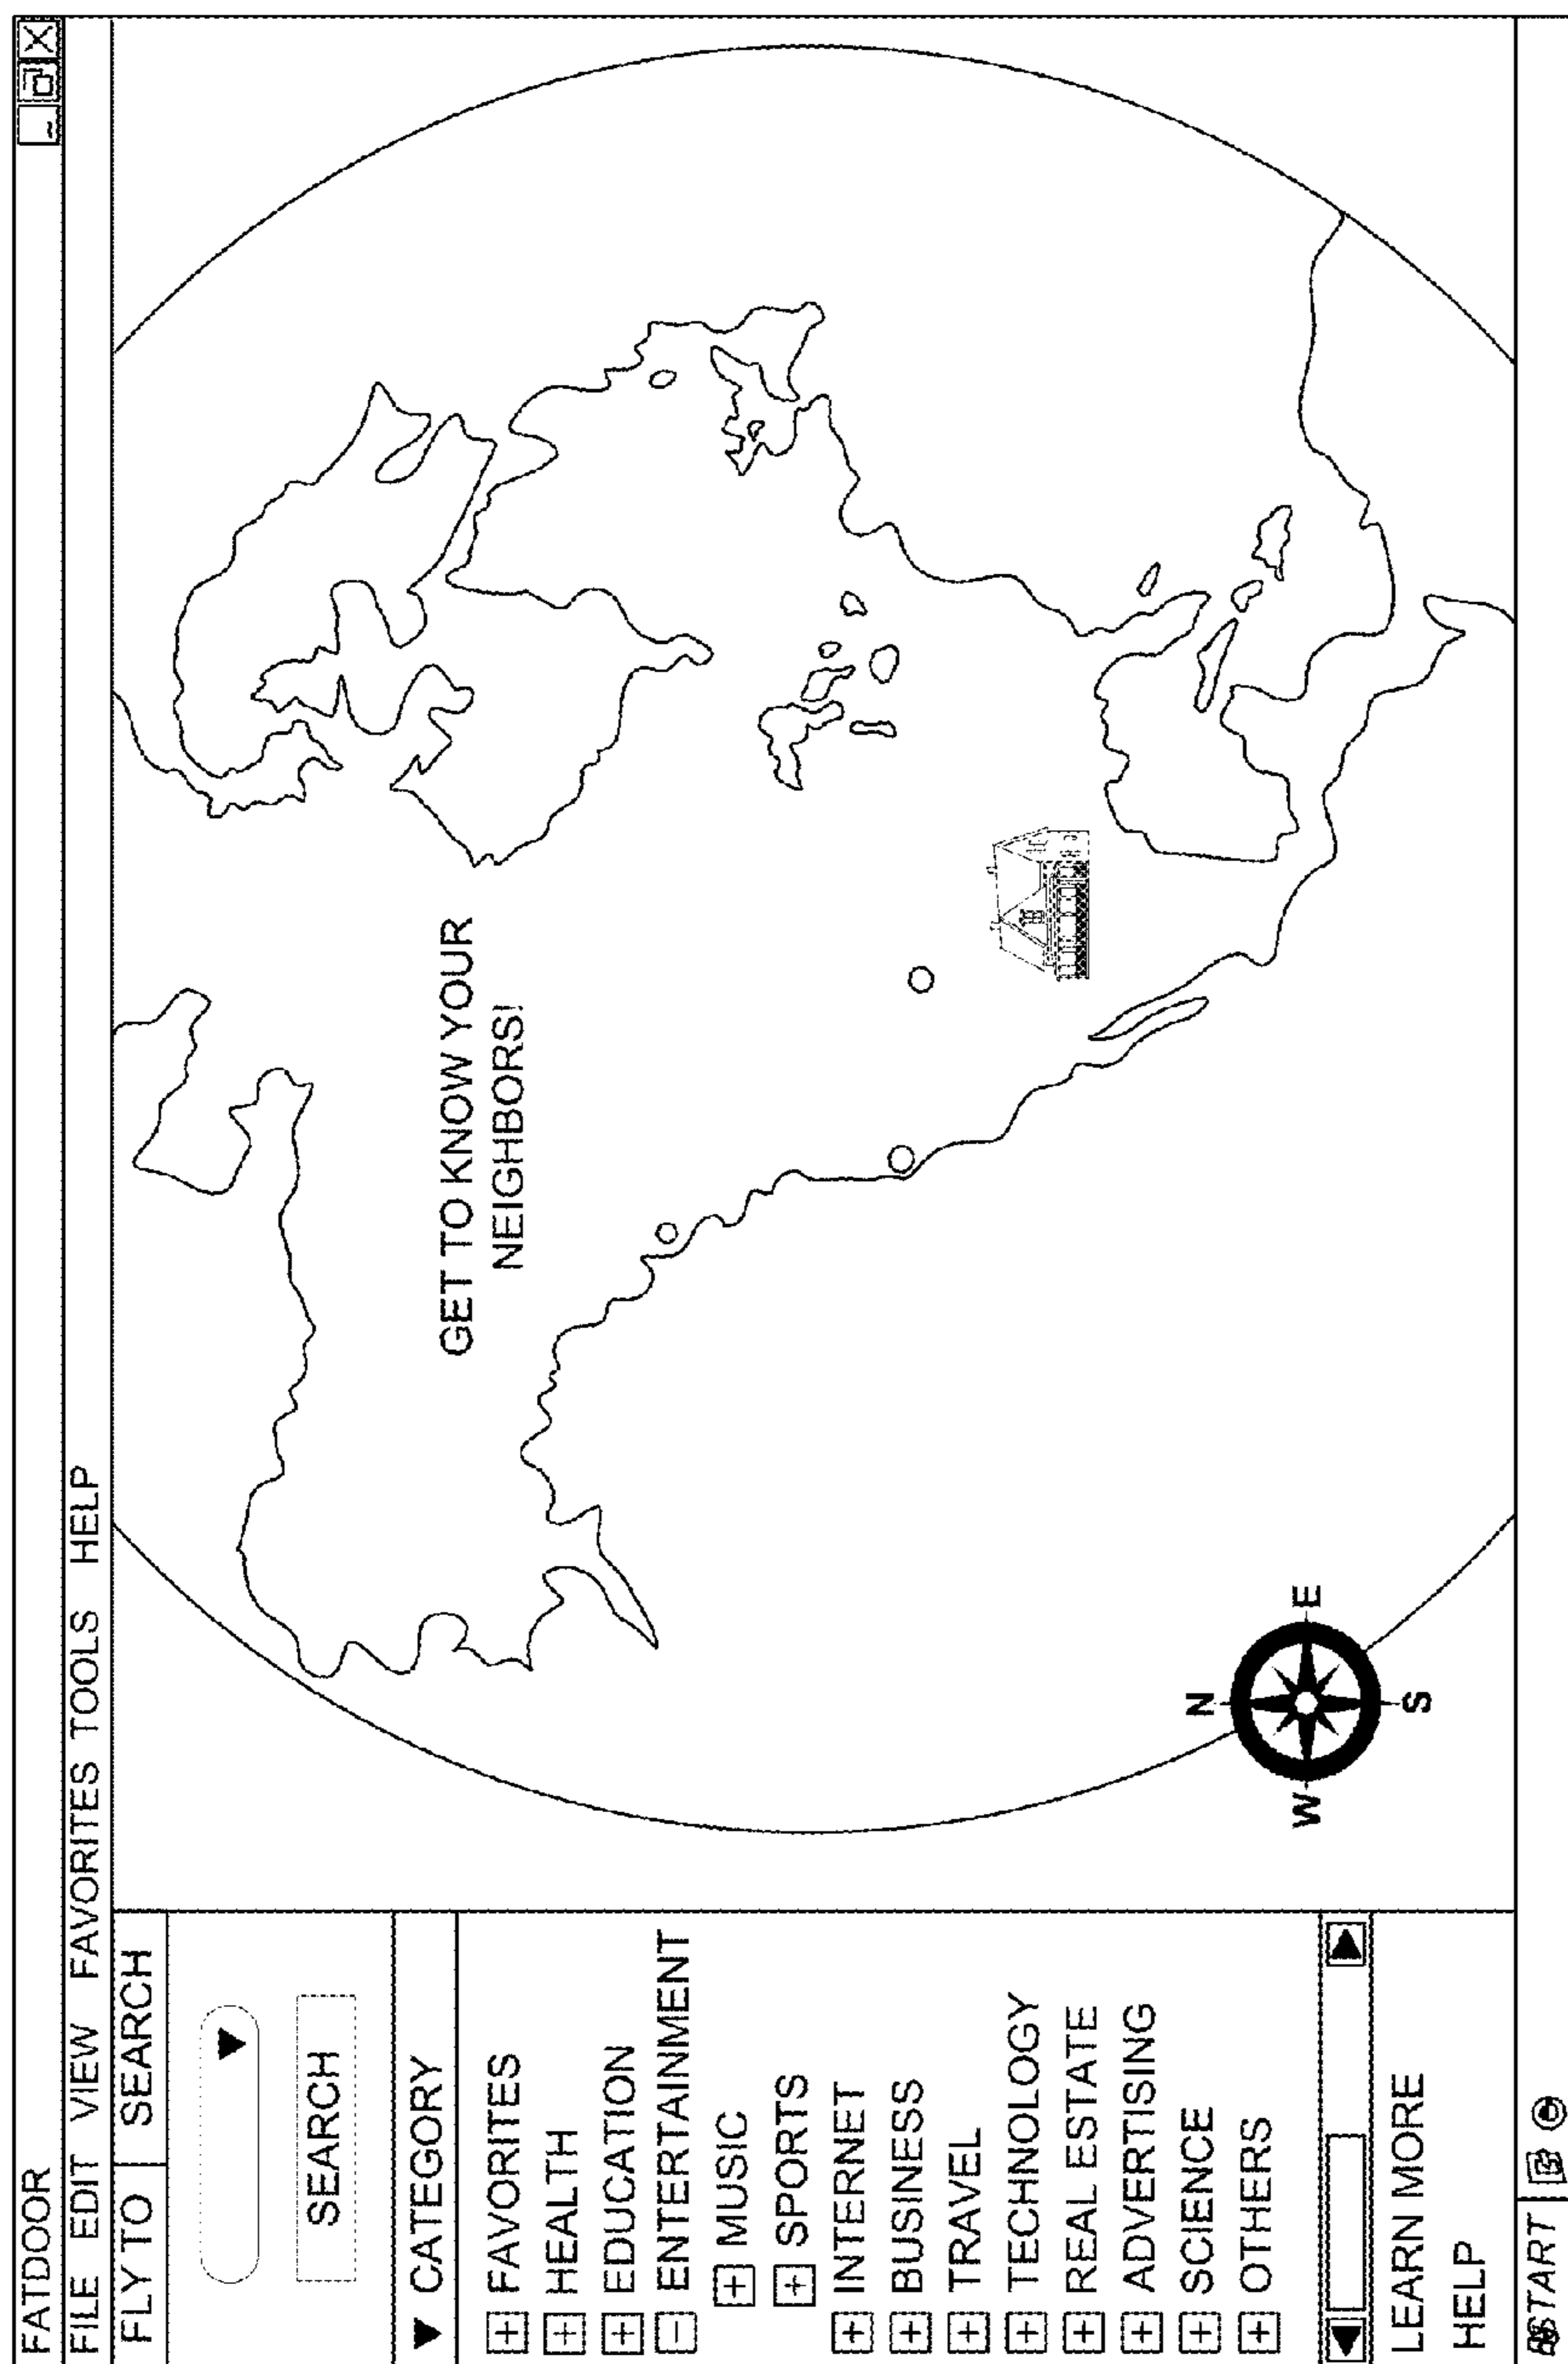 FATDOOR
FILE EDIT VIEW FAVORITES TOOLS HELP
FLY TO SEARCH
SEARCH
CATEGORY
FAVORITES
HEALTH
EDUCATION
ENTERTAINMENT
MUSIC
SPORTS
INTERNET
BUSINESS
TRAVEL
TECHNOLOGY
REAL ESTATE
ADVERTISING
SCIENCE
OTHERS
LEARN MORE
HELP
GET TO KNOW YOUR
NEIGHBORS!
N
W E
S
START